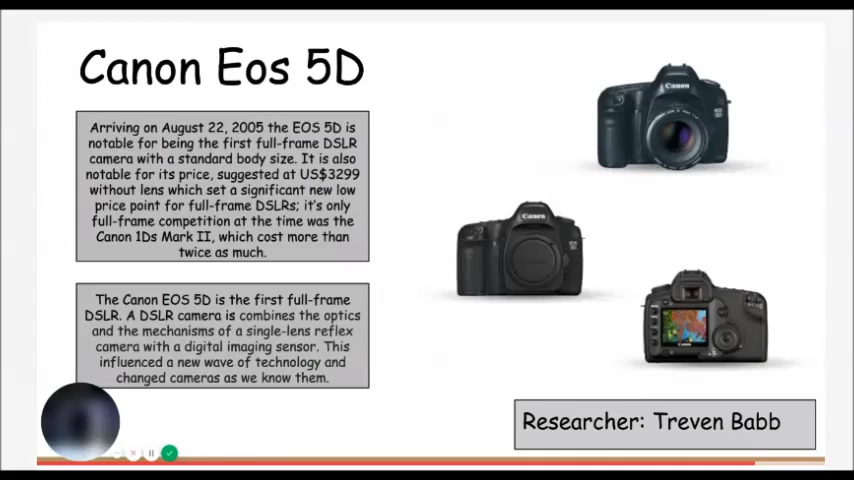 Canon Eos 5D
Arriving on August 22, 2005 the EOS 5D is
notable for being the first full-frame DSLR
camera with a standard body size. It is also
notable for its price, suggested at US$3299
without lens which set a significant new low
price point for full-frame DSLRs; it's only
full-frame competition at the time was the
Canon 1Ds Mark II, which cost more than
twice as much.
The Canon EOS 5D is the first full-frame
DSLR. A DSLR camera is combines the optics
and the mechanisms of a single-lens reflex
camera with a digital imaging sensor. This
influenced a new wave of technology and
changed cameras as we know them.
Canon
Canon
Researcher: Treven Babb